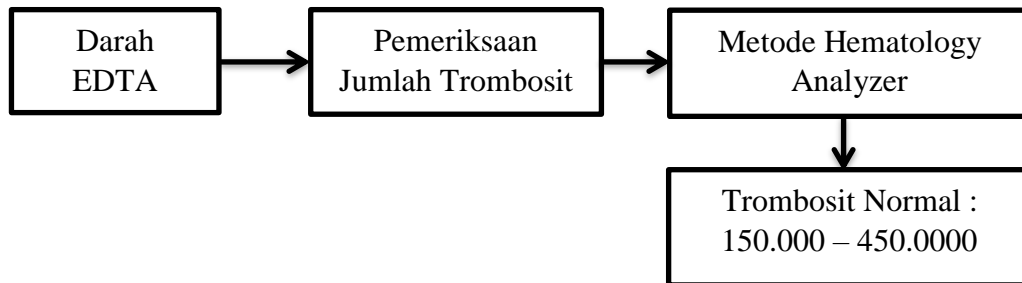 Darah
EDTA
Pemeriksaan
Jumlah Trombosit
Metode Hematology
Analyzer
Trombosit Normal :
150.000 – 450.0000